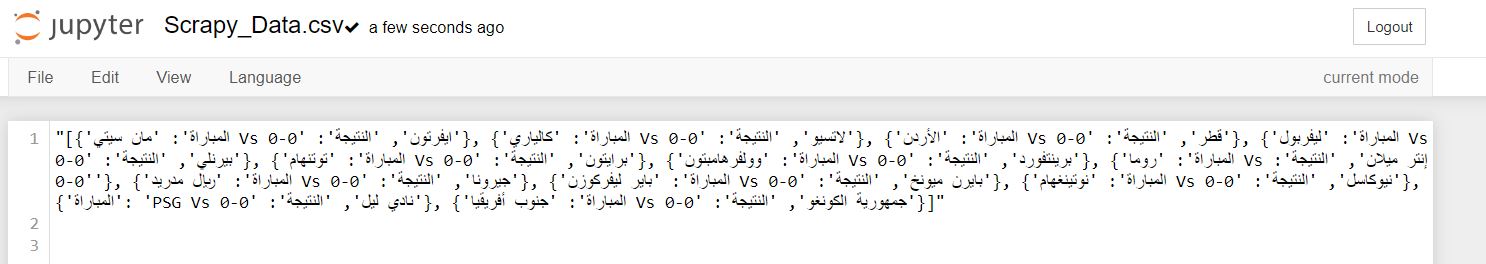 jupyter Scrapy_Data.csv✔ a few seconds ago
Logout
File Edit View Language current mode
1 "[{'المباراة': 'مان سيتي Vs ايفرتون', 'النتيجة': '0-0'}, {'المباراة': 'كالياري Vs لاتسيو', 'النتيجة': '0-0'}, {'المباراة': 'الأردن Vs قطر', 'النتيجة': '0-0'}, {'المباراة': 'ليفربول Vs
بيرنلي', 'النتيجة': '0-0'}, {'المباراة': 'توتنهام Vs برايتون', 'النتيجة': '0-0'}, {'المباراة': 'وولفرهامبتون Vs برينتفورد', 'النتيجة': '0-0'}, {'المباراة': 'روما Vs إنتر ميلان', 'النتيجة':
'0-0'}, {'المباراة': 'ريال مدريد Vs جيرونا', 'النتيجة': '0-0'}, {'المباراة': 'باير ليفركوزن Vs بايرن ميونخ', 'النتيجة': '0-0'}, {'المباراة': 'نوتينغهام Vs نيوكاسل', 'النتيجة': '0-0'},
{'المباراة': 'PSG Vs نادي ليل', 'النتيجة': '0-0'}, {'المباراة': 'جنوب أفريقيا Vs جمهورية الكونغو', 'النتيجة': '0-0'}]"
2
3